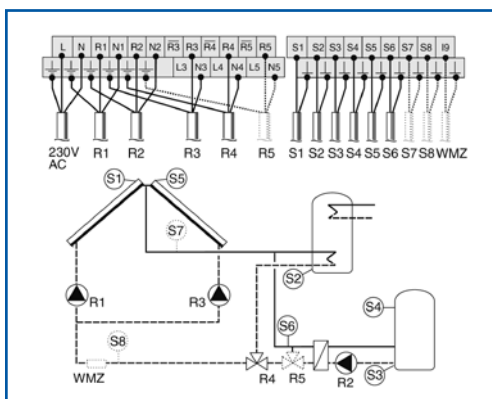 L N R1 N1 R2 N2 R3 R3 R4 R4 R5 R5
L3 N3 L4 N4 L5 N5
S1 S2 S3 S4 S5 S6 S7 S8 I9
230V R1 R2 R3 R4 R5
AC
S1 S2 S3 S4 S5 S6 S7 S8 WMZ
S1 S5
S7
S2
R1 R3
S4
S6
S8
WMZ
R4 R5 R2 S3